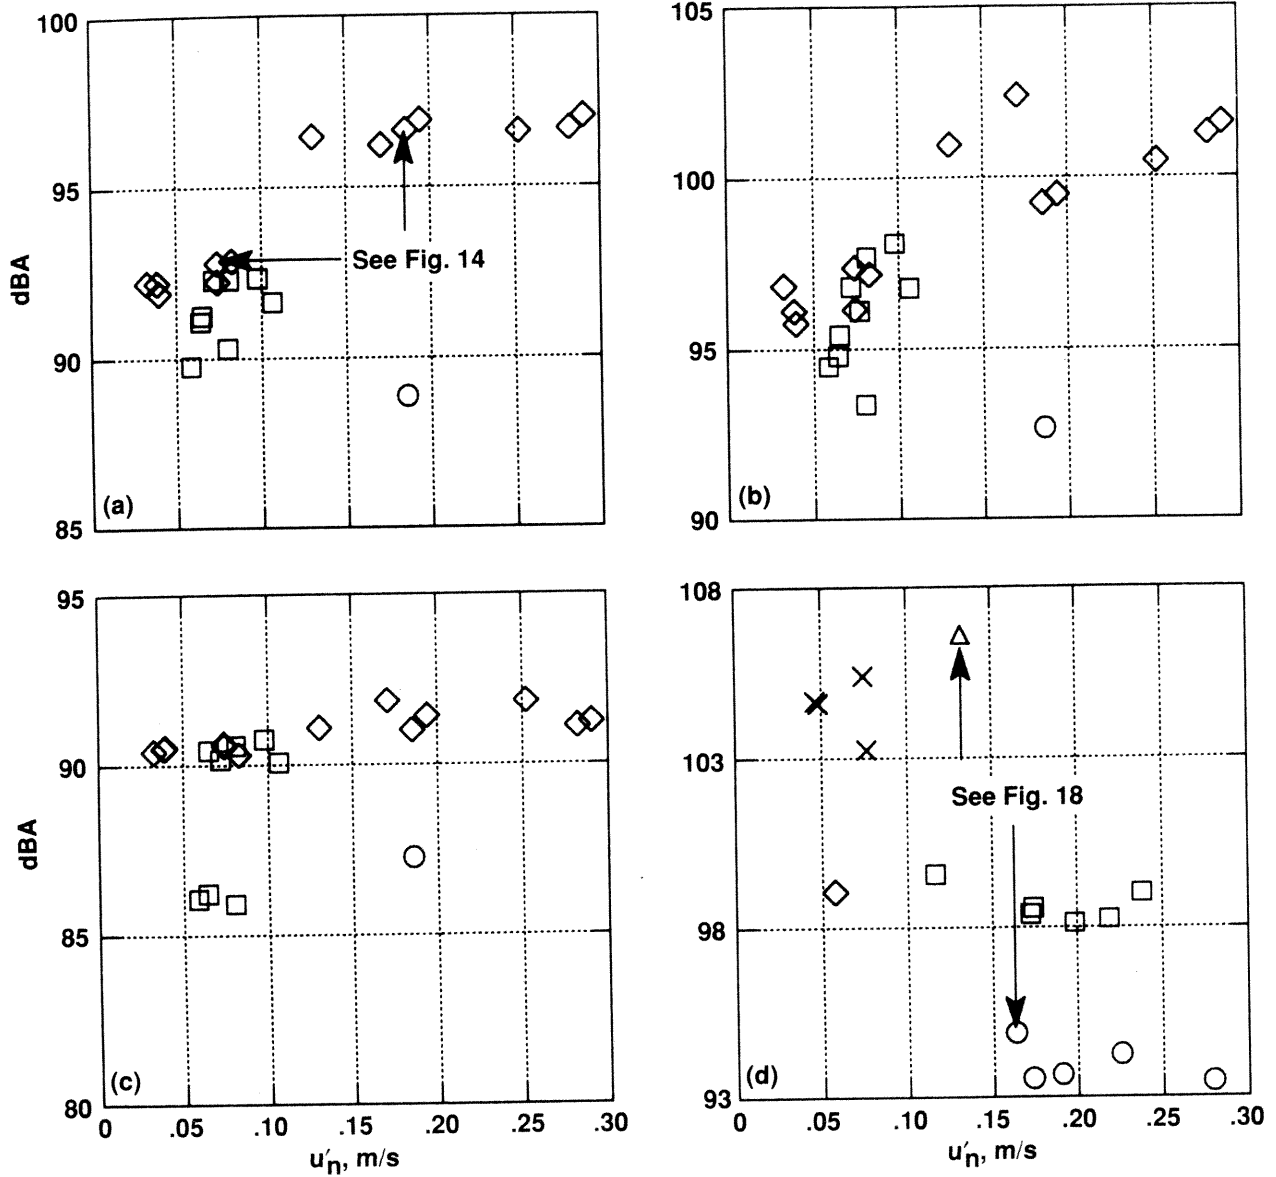 100
95
90
85
dBA
(a)
See Fig. 14
105
100
95
90
(b)
95
90
85
80
dBA
(c)
0 .05 .10 .15 .20 .25 .30
u′n, m/s
108
103
98
93
(d)
See Fig. 18
0 .05 .10 .15 .20 .25 .30
u′n, m/s